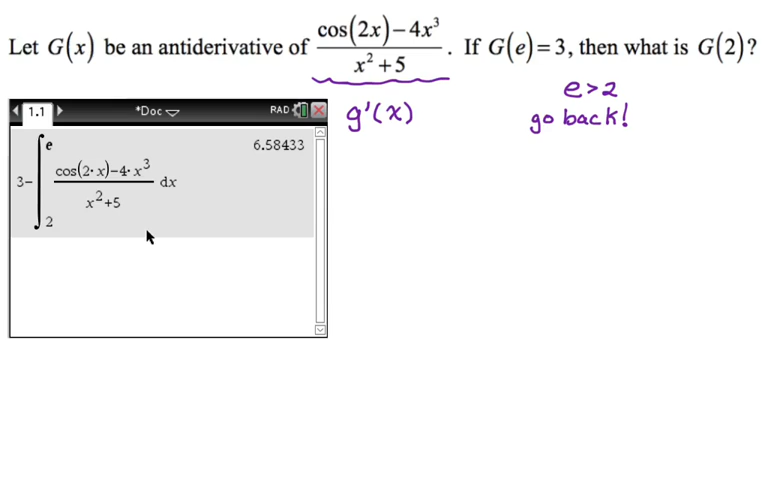 Let G(x) be an antiderivative of (cos(2x)−4x³)/(x²+5). If G(e)=3, then what is G(2)?
g'(x)
e>2
go back!
1.1 *Doc RAD
3-∫₂ᵉ (cos(2·x)-4·x³)/(x²+5) dx 6.58433